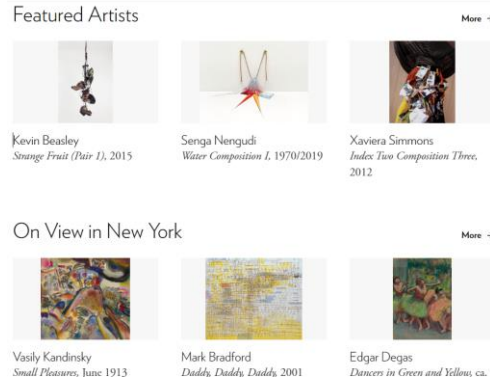 Featured Artists
More
Kevin Beasley
Strange Fruit (Pair 1), 2015
Senga Nengudi
Water Composition I, 1970/2019
Xaviera Simmons
Index Two Composition Three,
2012
On View in New York
More
Vasily Kandinsky
Small Pleasures, June 1913
Mark Bradford
Daddy, Daddy, Daddy, 2001
Edgar Degas
Dancers in Green and Yellow, ca.